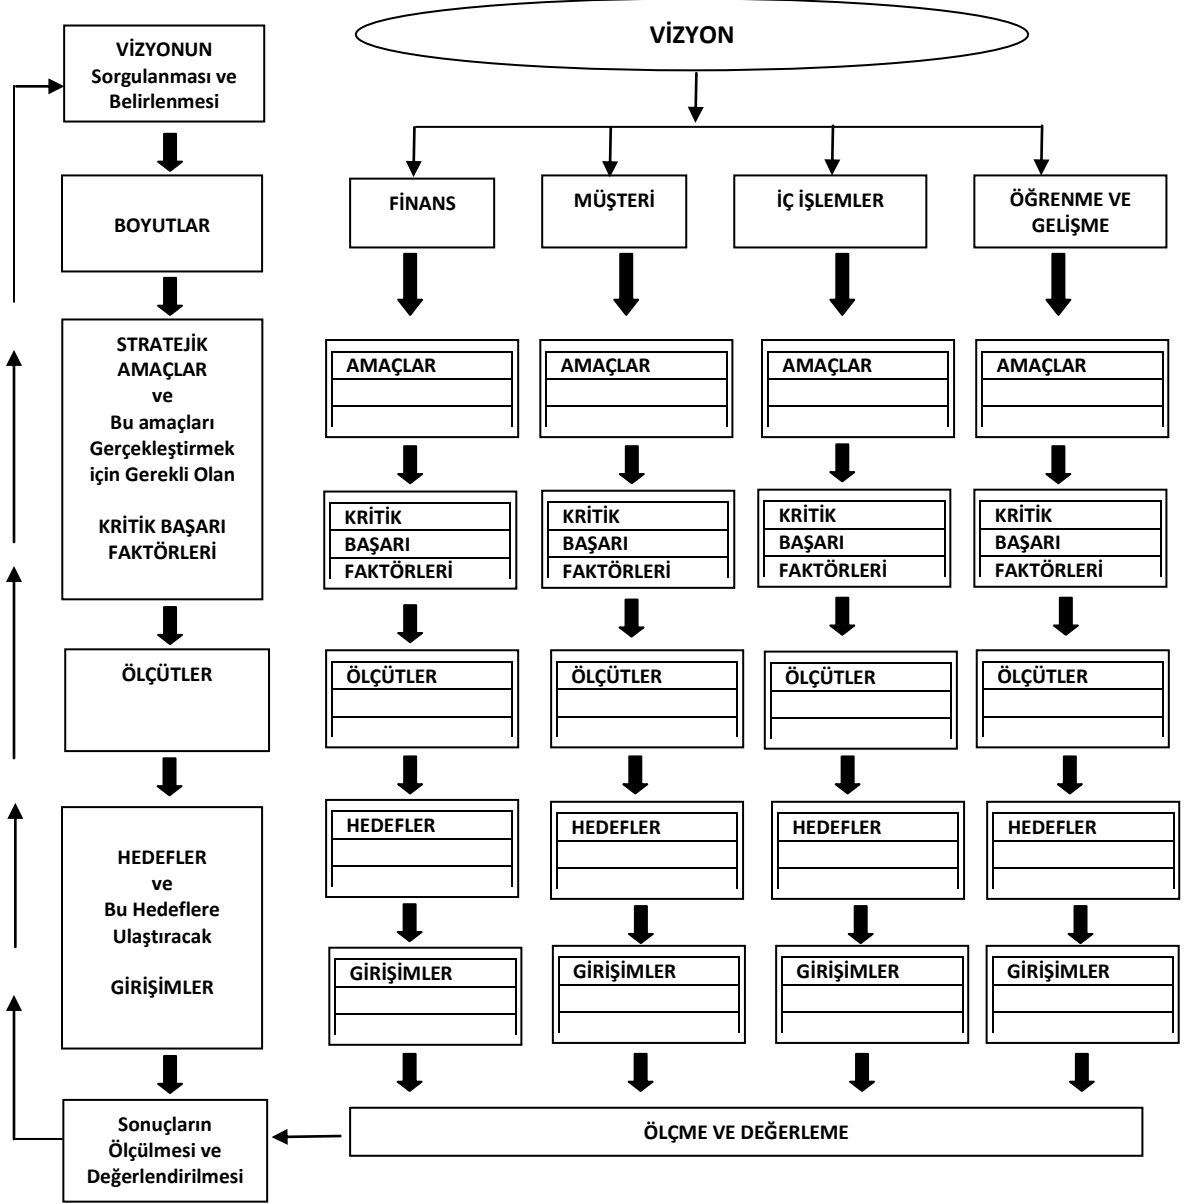 VİZYONUN
Sorgulanması ve
Belirlenmesi
BOYUTLAR
STRATEJİK
AMAÇLAR
ve
Bu amaçları
Gerçekleştirmek
için Gerekli Olan
KRİTİK BAŞARI
FAKTÖRLERİ
ÖLÇÜTLER
HEDEFLER
ve
Bu Hedeflere
Ulaştıracak
GİRİŞİMLER
Sonuçların
Ölçülmesi ve
Değerlendirilmesi
VİZYON
FİNANS
MÜŞTERİ
İÇ İŞLEMLER
ÖĞRENME VE
GELİŞME
AMAÇLAR
AMAÇLAR
AMAÇLAR
AMAÇLAR
KRİTİK
BAŞARI
FAKTÖRLERİ
KRİTİK
BAŞARI
FAKTÖRLERİ
KRİTİK
BAŞARI
FAKTÖRLERİ
KRİTİK
BAŞARI
FAKTÖRLERİ
ÖLÇÜTLER
ÖLÇÜTLER
ÖLÇÜTLER
ÖLÇÜTLER
HEDEFLER
HEDEFLER
HEDEFLER
HEDEFLER
GİRİŞİMLER
GİRİŞİMLER
GİRİŞİMLER
GİRİŞİMLER
ÖLÇME VE DEĞERLEME